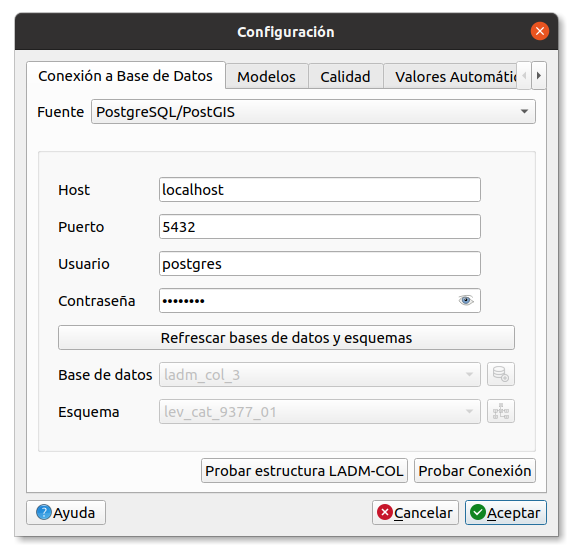 Configuración
Conexión a Base de Datos Modelos Calidad Valores Automátic
Fuente PostgreSQL/PostGIS
Host localhost
Puerto 5432
Usuario postgres
Contraseña ••••••••
Refrescar bases de datos y esquemas
Base de datos ladm_col_3
Esquema lev_cat_9377_01
Probar estructura LADM-COL Probar Conexión
Ayuda Cancelar Aceptar